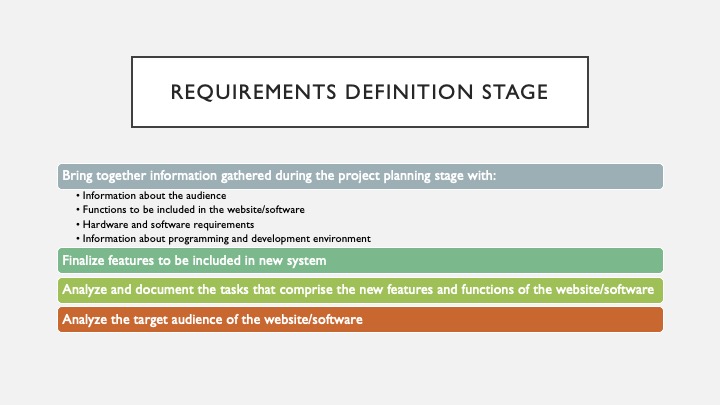 REQUIREMENTS DEFINITION STAGE
Bring together information gathered during the project planning stage with:
• Information about the audience
• Functions to be included in the website/software
• Hardware and software requirements
• Information about programming and development environment
Finalize features to be included in new system
Analyze and document the tasks that comprise the new features and functions of the website/software
Analyze the target audience of the website/software